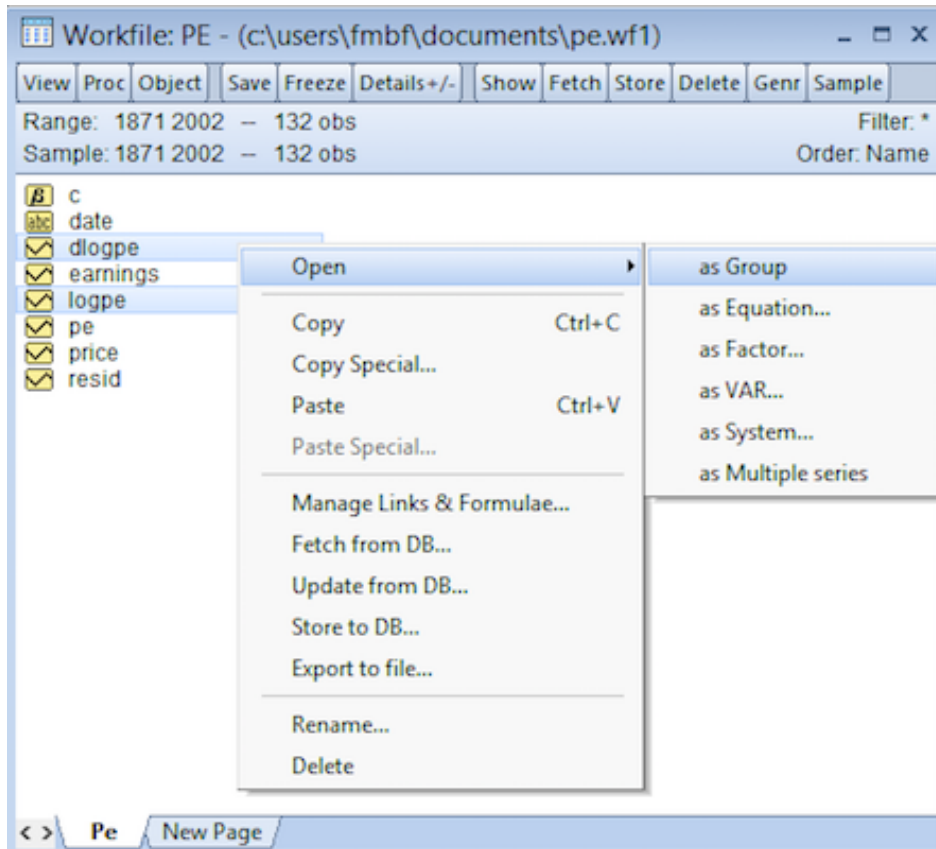 Workfile: PE - (c:\users\fmbf\documents\pe.wf1)
View Proc Object Save Freeze Details+/- Show Fetch Store Delete Genr Sample
Range: 1871 2002 -- 132 obs Filter: *
Sample: 1871 2002 -- 132 obs Order: Name
β c
abc date
dlogpe
earnings
logpe
pe
price
resid
Open
Copy Ctrl+C
Copy Special...
Paste Ctrl+V
Paste Special...
Manage Links & Formulae...
Fetch from DB...
Update from DB...
Store to DB...
Export to file...
Rename...
Delete
as Group
as Equation...
as Factor...
as VAR...
as System...
as Multiple series
< > Pe New Page